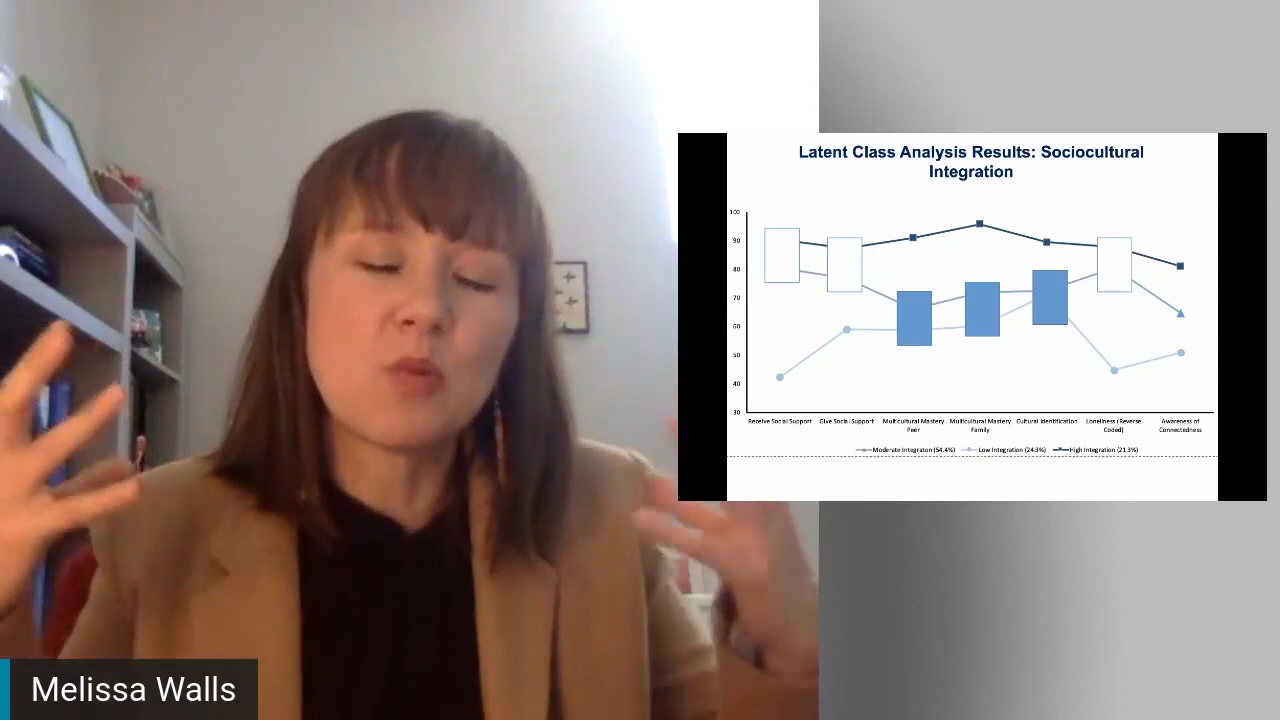 Latent Class Analysis Results: Sociocultural
Integration
100
90
80
70
60
50
40
30
Receive Social Support Give Social Support Multicultural Mastery Multicultural Mastery Cultural Identification Loneliness (Reverse Awareness of
Peer Family Coded) Connectedness
Moderate Integraton (54.4%) Low Integration (24.3%) High Integration (21.3%)
Melissa Walls